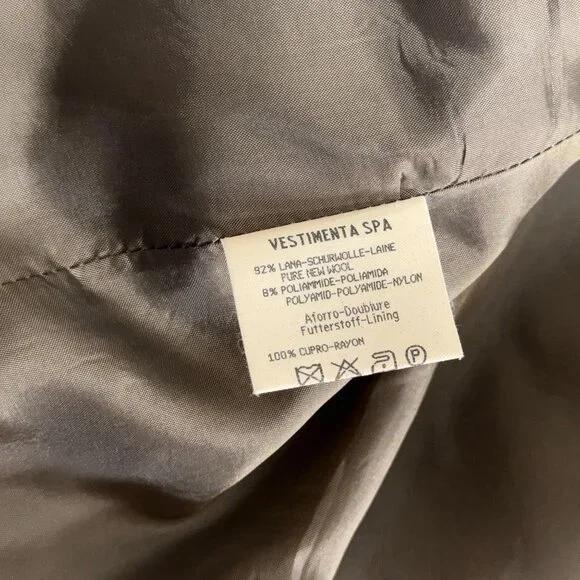 VESTIMENTA SPA
92% LANA-SCHURWOLLE-LAINE
PURE NEW WOOL
8% POLIAMMIDE-POLIAMIDA
POLYAMID-POLYAMIDE-NYLON
Aforro-Doubiure
Futterstoff-Lining
100% CUPRO-RAYON
P